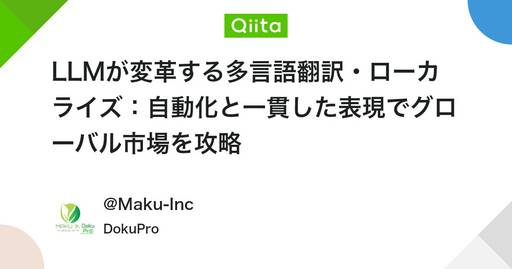 Qiita
LLMが変革する多言語翻訳・ローカ
ライズ：自動化と一貫した表現でグロ
ーバル市場を攻略
@Maku-Inc
DokuPro